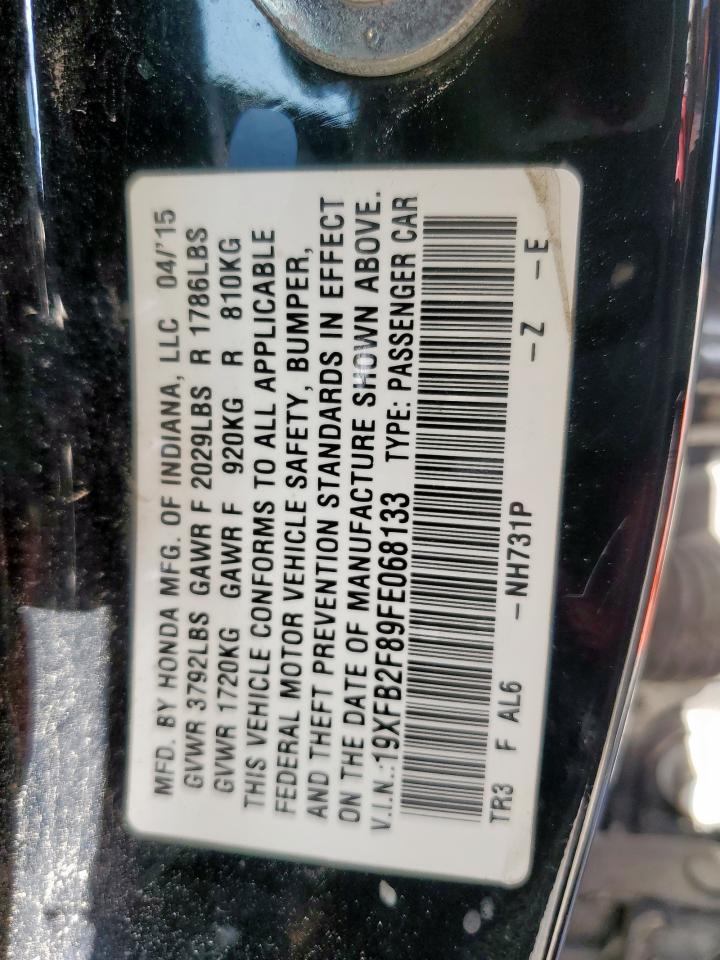 MFD. BY HONDA MFG. OF INDIANA, LLC 04/'15
GVWR 3792LBS GAWR F 2029LBS R 1786LBS
GVWR 1720KG GAWR F 920KG R 810KG
THIS VEHICLE CONFORMS TO ALL APPLICABLE
FEDERAL MOTOR VEHICLE SAFETY, BUMPER,
AND THEFT PREVENTION STANDARDS IN EFFECT
ON THE DATE OF MANUFACTURE SHOWN ABOVE.
V.I.N.:19XFB2F89FE068133 TYPE: PASSENGER CAR
TR3 F AL6 -NH731P -Z -E